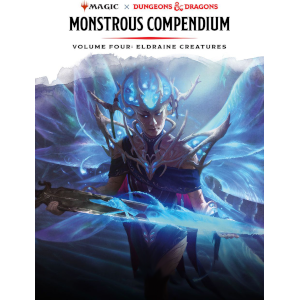 MAGIC × DUNGEONS & DRAGONS
MONSTROUS COMPENDIUM
VOLUME FOUR: ELDRAINE CREATURES